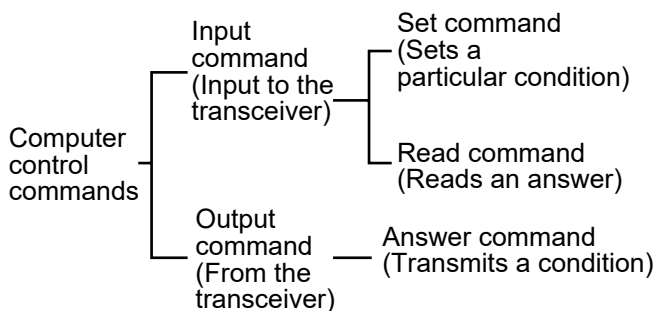 Computer
control
commands
Input
command
(Input to the
transceiver)
Set command
(Sets a
particular condition)
Read command
(Reads an answer)
Output
command
(From the
transceiver)
Answer command
(Transmits a condition)